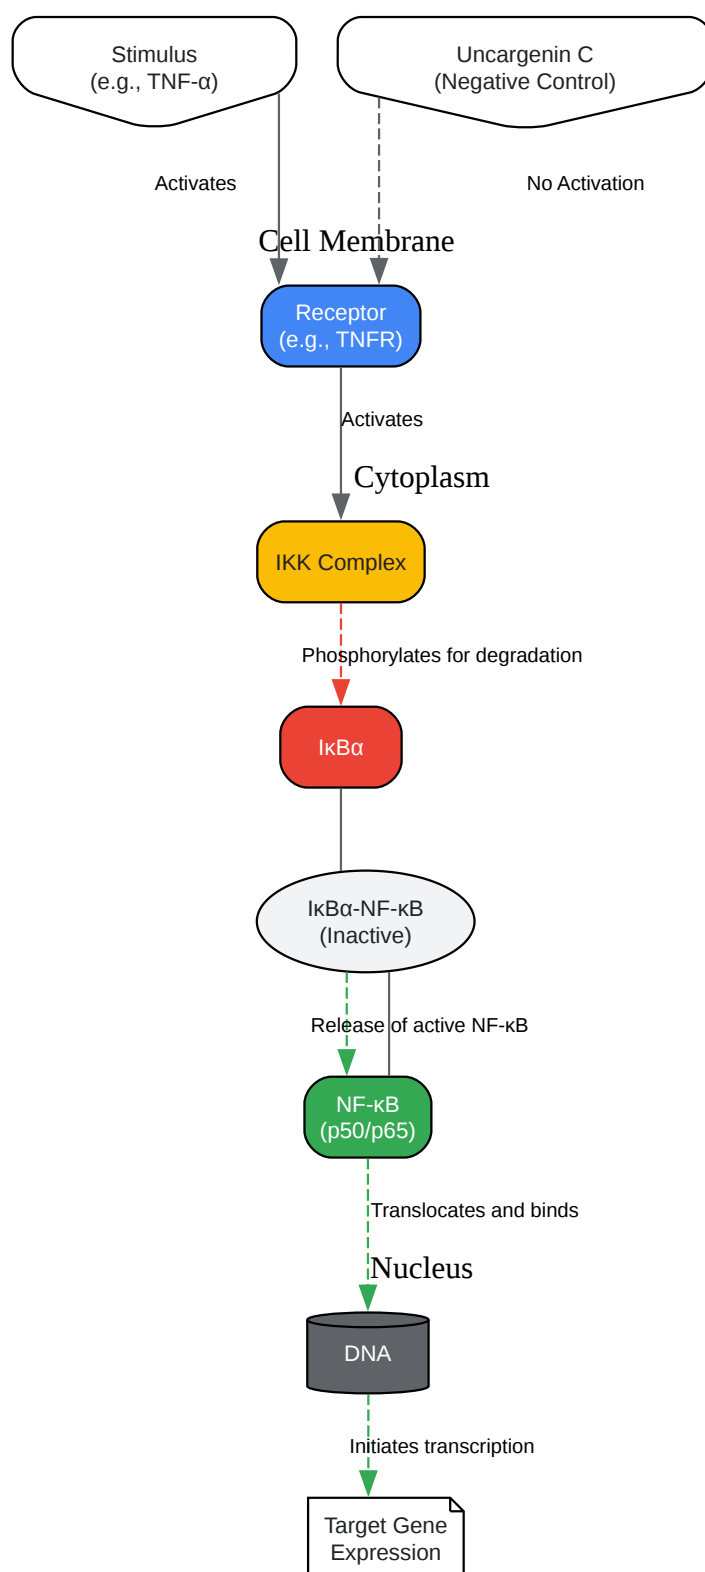 Stimulus
(e.g., TNF-α)
Uncargenin C
(Negative Control)
Activates
No Activation
Cell Membrane
Receptor
(e.g., TNFR)
Activates
Cytoplasm
IKK Complex
Phosphorylates for degradation
IκBα
IκBα-NF-κB
(Inactive)
Release of active NF-κB
NF-κB
(p50/p65)
Translocates and binds
Nucleus
DNA
Initiates transcription
Target Gene
Expression